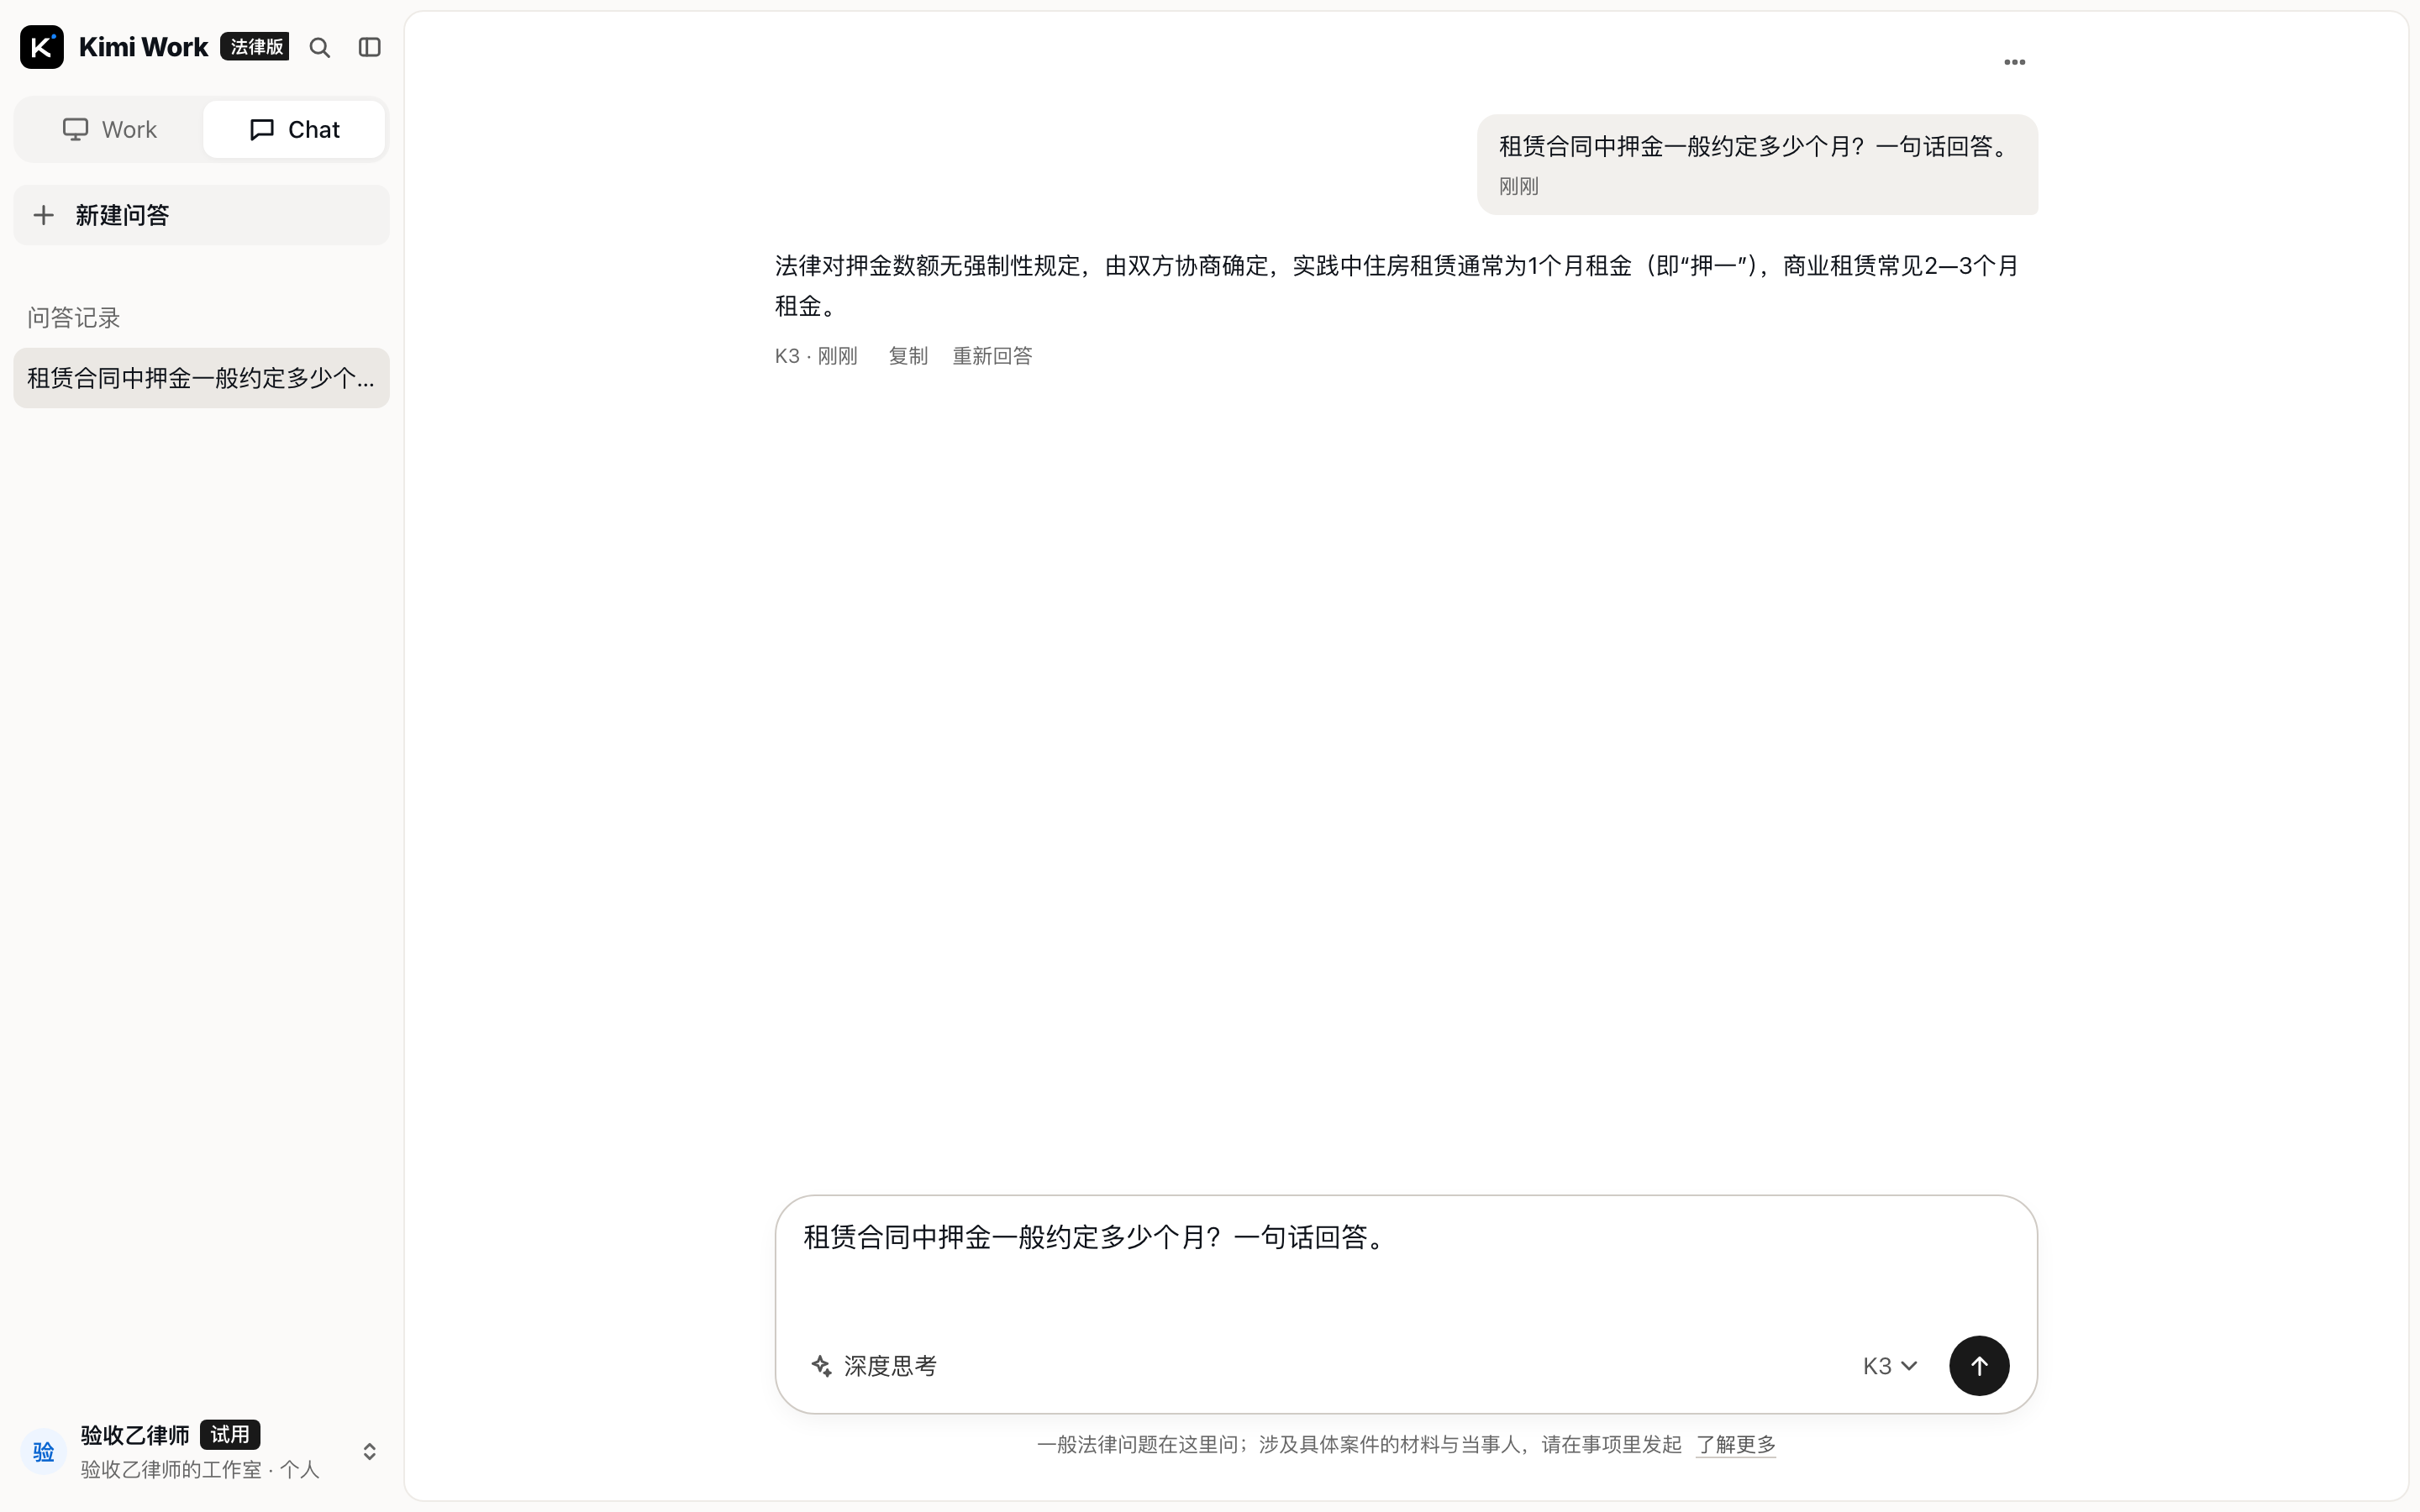 Kimi Work 法律版
Work
Chat
新建问答
问答记录
租赁合同中押金一般约定多少个...
验 验收乙律师 试用
验收乙律师的工作室 · 个人
租赁合同中押金一般约定多少个月？一句话回答。
刚刚
法律对押金数额无强制性规定，由双方协商确定，实践中住房租赁通常为1个月租金（即“押一”），商业租赁常见2—3个月
租金。
K3 · 刚刚 复制 重新回答
租赁合同中押金一般约定多少个月？一句话回答。
深度思考
K3
一般法律问题在这里问；涉及具体案件的材料与当事人，请在事项里发起 了解更多